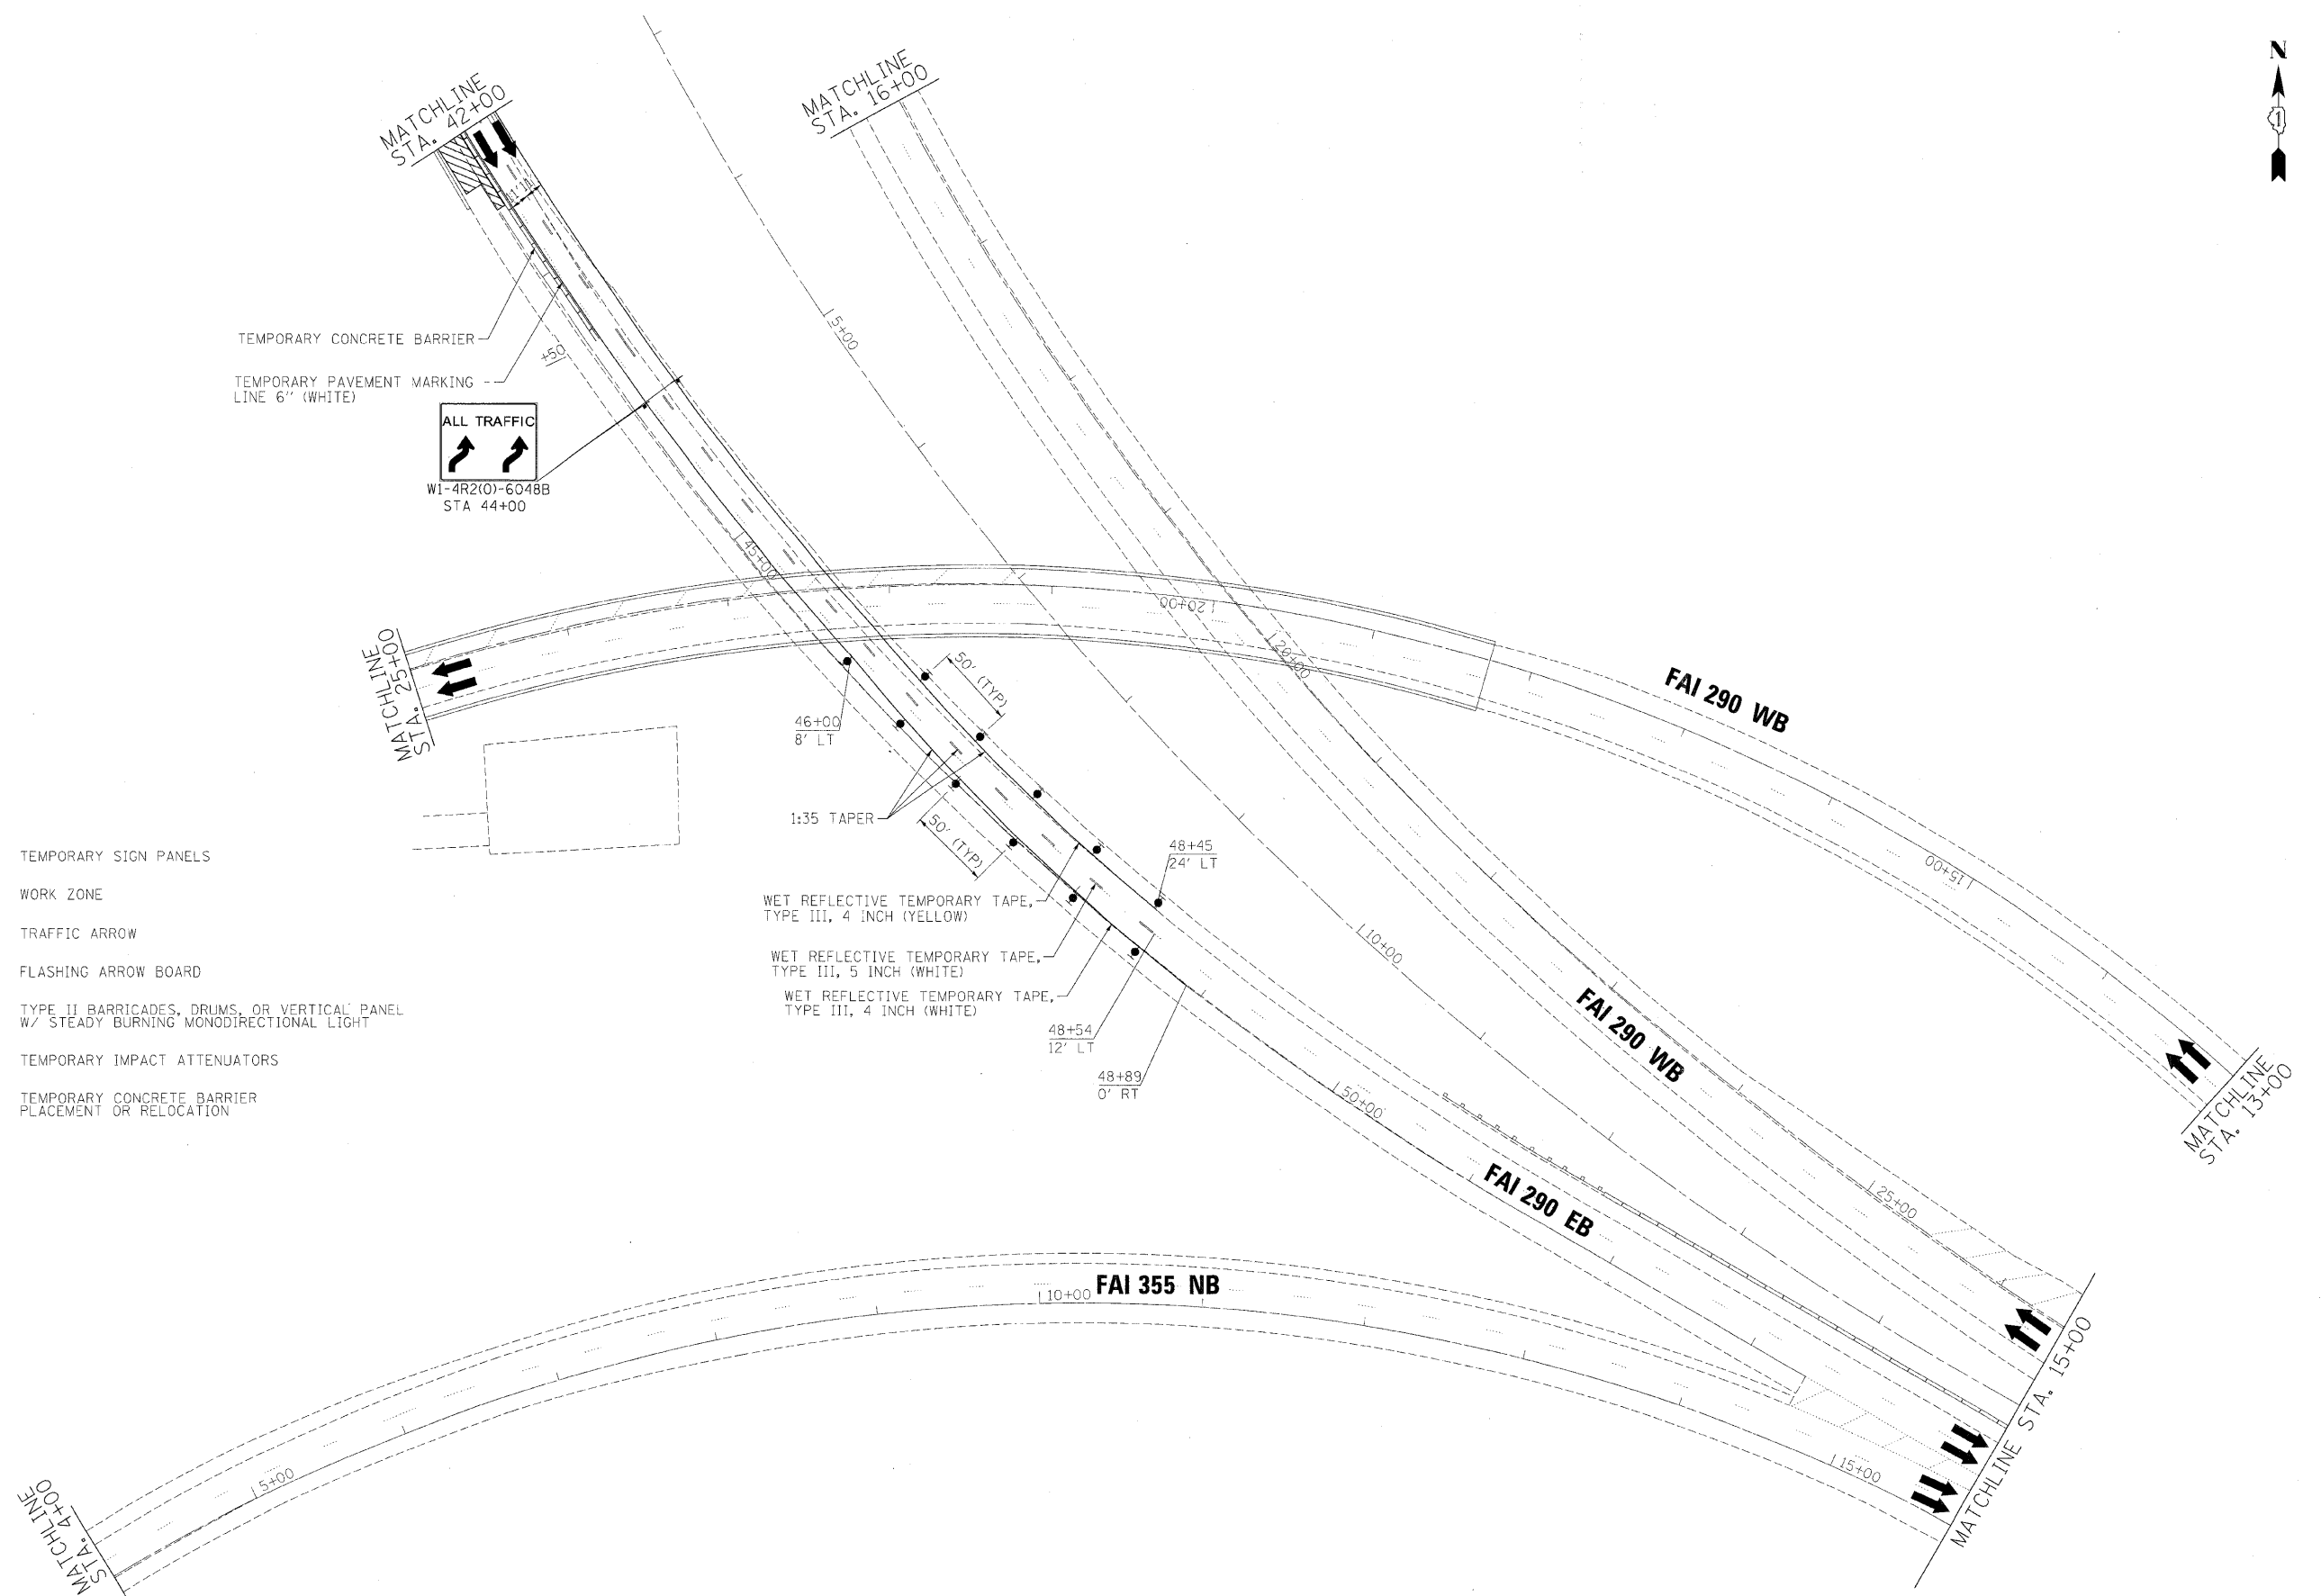 N
MATCHLINE
STA. 42+00
MATCHLINE
STA. 16+00
11' 11'
TEMPORARY CONCRETE BARRIER
TEMPORARY PAVEMENT MARKING
LINE 6" (WHITE)
+50
5+00
ALL TRAFFIC
W1-4R2(O)-6048B
STA 44+00
45+00
20+00
20+00
MATCHLINE
STA. 25+00
FAI 290 WB
50' (TYP)
46+00
8' LT
1:35 TAPER
50' (TYP)
48+45
24' LT
TEMPORARY SIGN PANELS
WORK ZONE
TRAFFIC ARROW
FLASHING ARROW BOARD
TYPE II BARRICADES, DRUMS, OR VERTICAL PANEL
W/ STEADY BURNING MONODIRECTIONAL LIGHT
TEMPORARY IMPACT ATTENUATORS
TEMPORARY CONCRETE BARRIER
PLACEMENT OR RELOCATION
WET REFLECTIVE TEMPORARY TAPE,
TYPE III, 4 INCH (YELLOW)
WET REFLECTIVE TEMPORARY TAPE,
TYPE III, 5 INCH (WHITE)
WET REFLECTIVE TEMPORARY TAPE,
TYPE III, 4 INCH (WHITE)
10+00
15+00
48+54
12' LT
48+89
0' RT
FAI 290 WB
50+00
MATCHLINE
STA. 13+00
FAI 290 EB
25+00
FAI 355 NB
10+00
MATCHLINE STA. 15+00
15+00
5+00
MATCHLINE
STA. 4+00